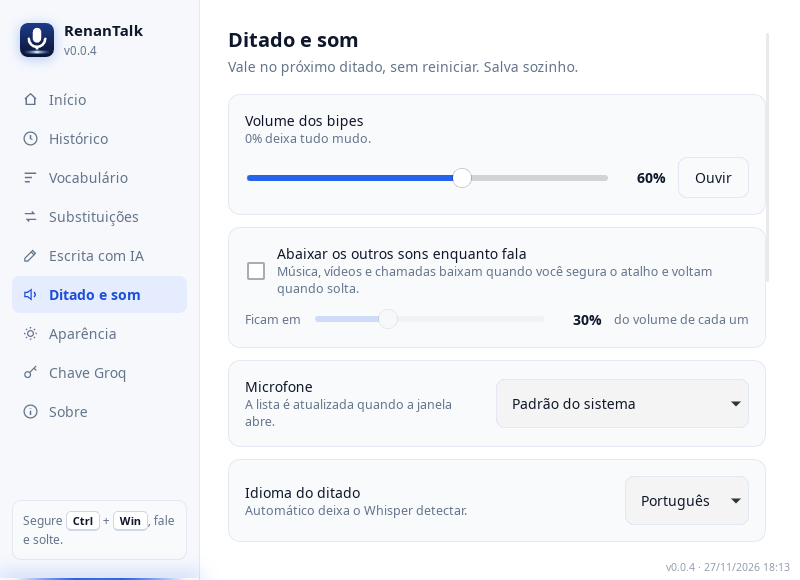 RenanTalk
v0.0.4
Início
Histórico
Vocabulário
Substituições
Escrita com IA
Ditado e som
Aparência
Chave Groq
Sobre
Segure Ctrl + Win, fale
e solte.
Ditado e som
Vale no próximo ditado, sem reiniciar. Salva sozinho.
Volume dos bipes
0% deixa tudo mudo.
60% Ouvir
Abaixar os outros sons enquanto fala
Música, vídeos e chamadas baixam quando você segura o atalho e voltam
quando solta.
Ficam em 30% do volume de cada um
Microfone
A lista é atualizada quando a janela
abre.
Padrão do sistema
Idioma do ditado
Automático deixa o Whisper detectar.
Português
v0.0.4 · 27/11/2026 18:13